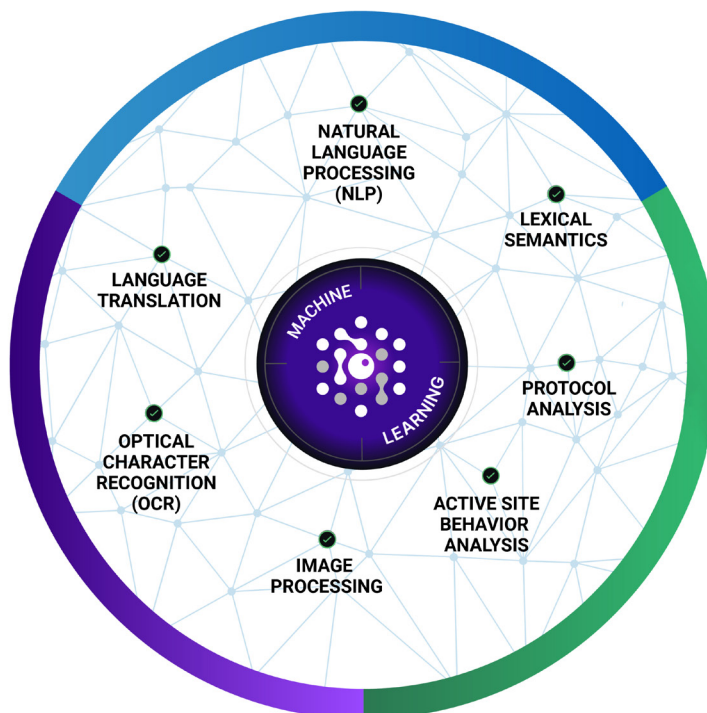 NATURAL
LANGUAGE
PROCESSING
(NLP)
LEXICAL
SEMANTICS
LANGUAGE
TRANSLATION
MACHINE
LEARNING
PROTOCOL
ANALYSIS
OPTICAL
CHARACTER
RECOGNITION
(OCR)
ACTIVE SITE
BEHAVIOR
ANALYSIS
IMAGE
PROCESSING